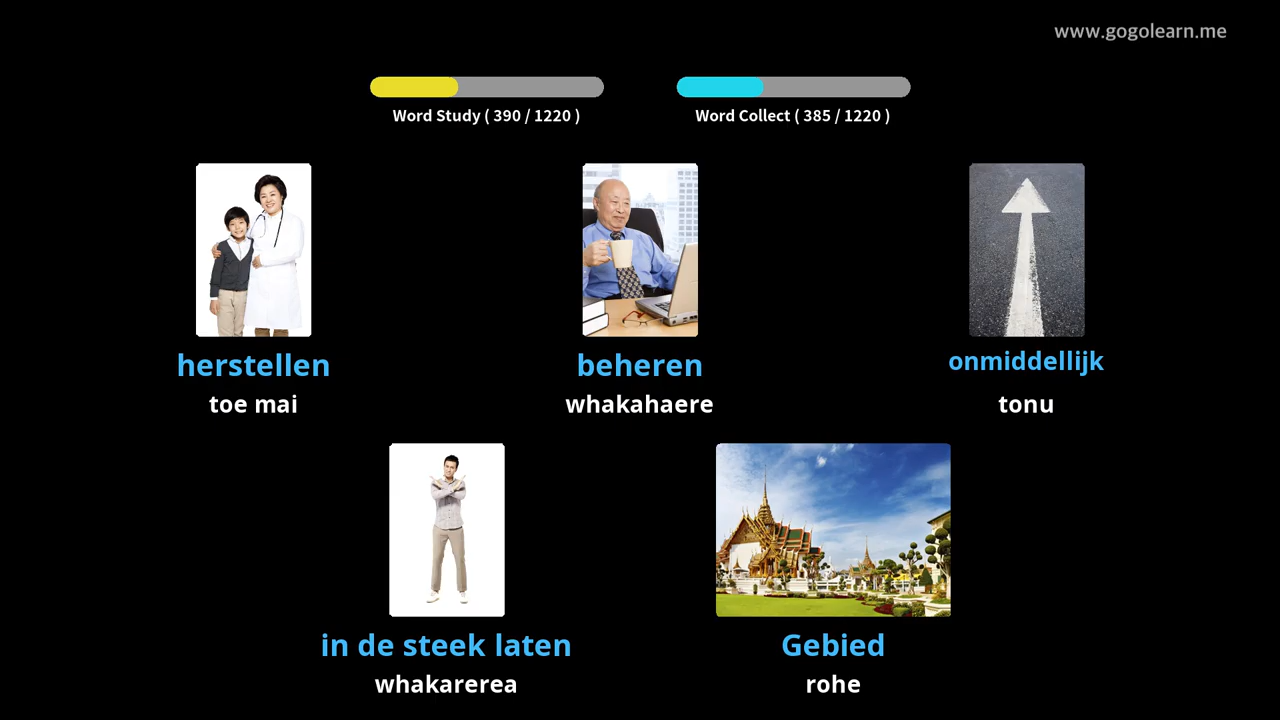 www.gogolearn.me
Word Study ( 390 / 1220 )
Word Collect ( 385 / 1220 )
herstellen
toe mai
beheren
whakahaere
onmiddellijk
tonu
in de steek laten
whakarerea
Gebied
rohe